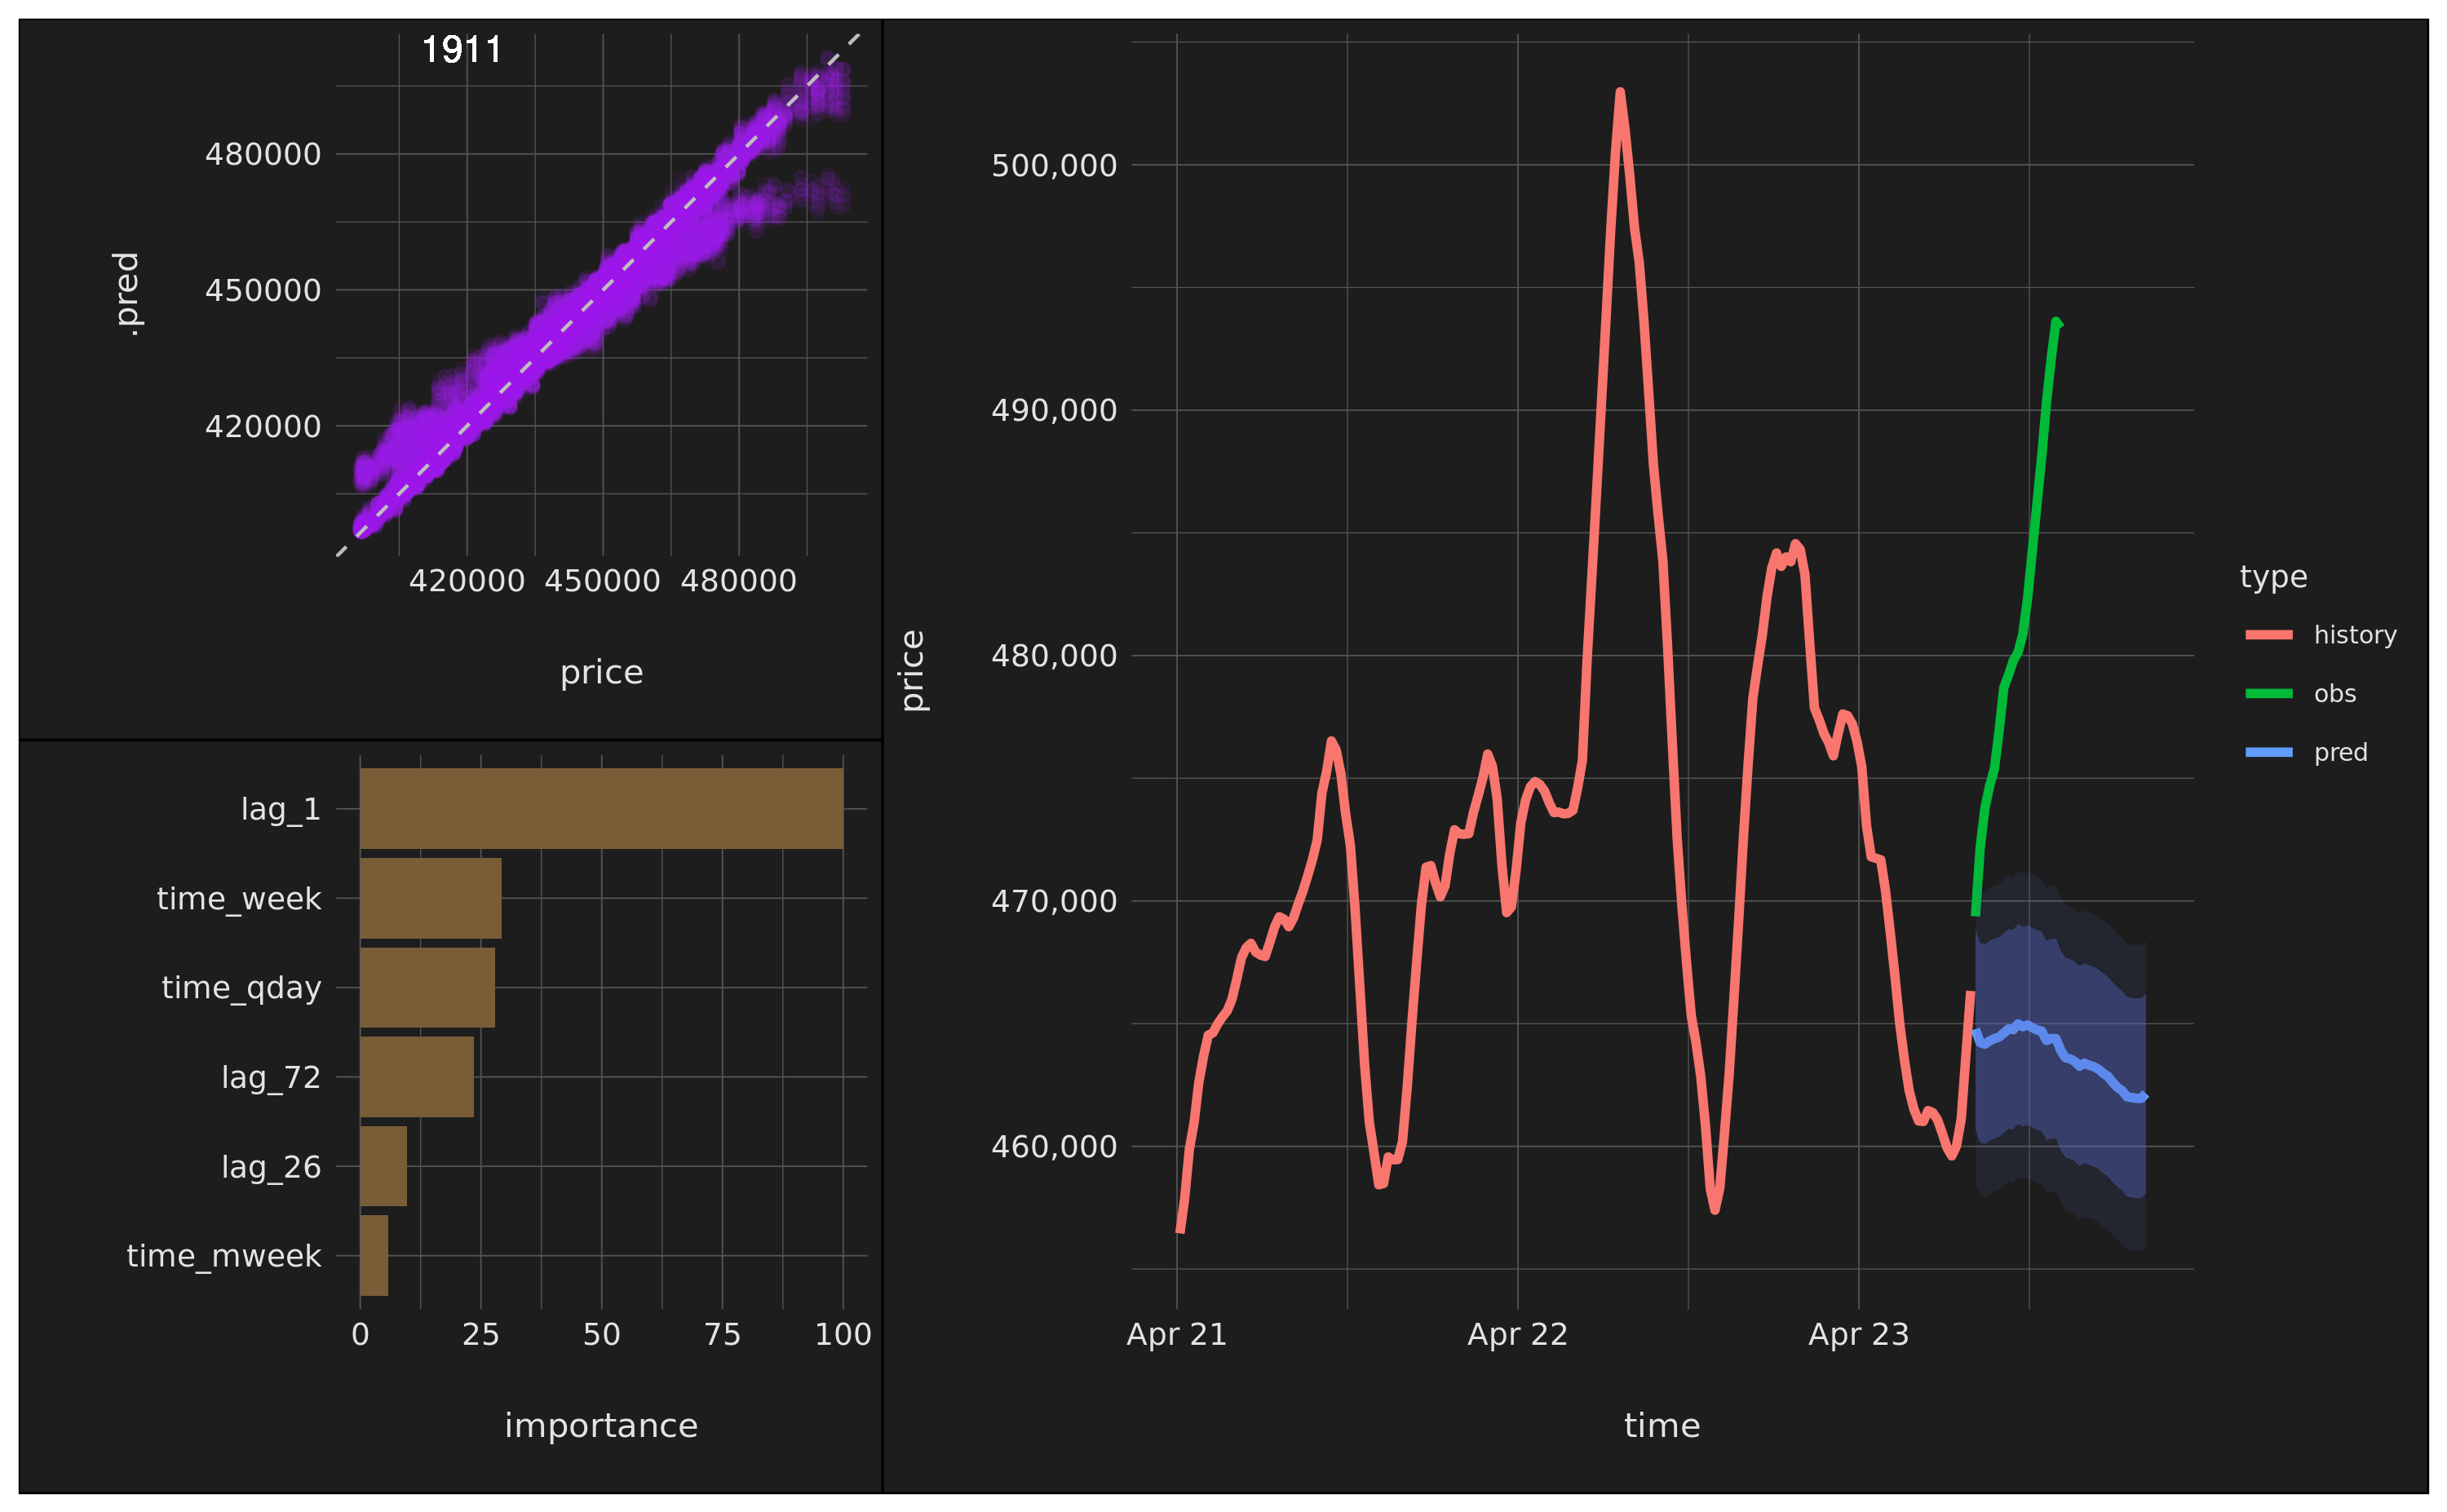 1911
480000
450000
420000
.pred
420000 450000 480000
price
lag_1
time_week
time_qday
lag_72
lag_26
time_mweek
0 25 50 75 100
importance
500,000
490,000
480,000
470,000
460,000
price
Apr 21 Apr 22 Apr 23
time
type
history
obs
pred